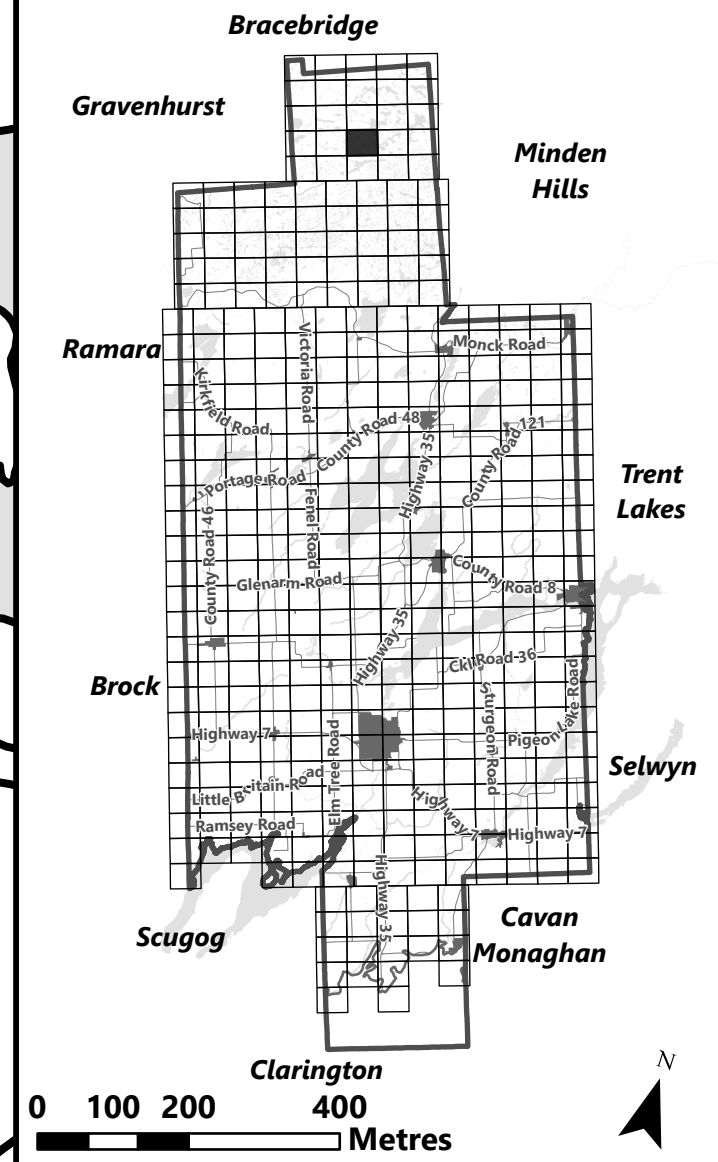 Bracebridge
Gravenhurst
Minden
Hills
Ramara
Monck Road
Victoria Road
Kirkfield Road
County Road 48
County Road 121
Highway 35
Portage Road
Trent
Lakes
Fenel Road
County Road 46
County Road 8
Glenarm Road
Highway 35
Ckl Road 36
Brock
Sturgeon Road
Pigeon Lake Road
Highway 7
Elm Tree Road
Selwyn
Little Britain Road
Highway 7
Ramsey Road
Highway 7
Highway 35
Scugog
Cavan
Monaghan
Clarington
N
0 100 200 400
Metres